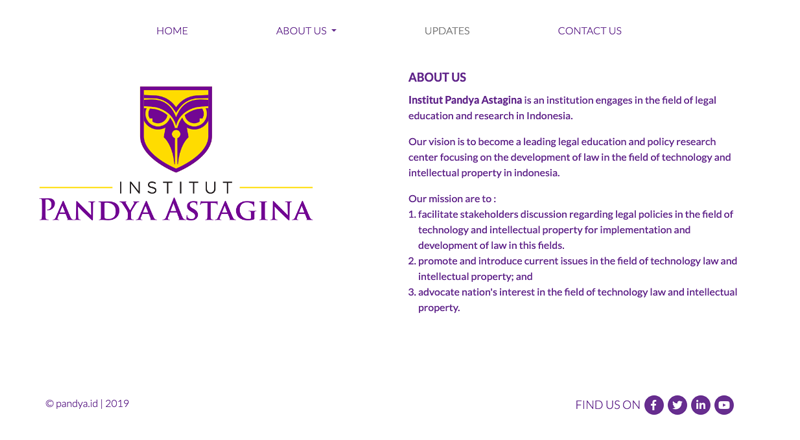 HOME ABOUT US UPDATES CONTACT US
INSTITUT
PANDYA ASTAGINA
ABOUT US
Institut Pandya Astagina is an institution engages in the field of legal
education and research in Indonesia.
Our vision is to become a leading legal education and policy research
center focusing on the development of law in the field of technology and
intellectual property in indonesia.
Our mission are to :
1. facilitate stakeholders discussion regarding legal policies in the field of
technology and intellectual property for implementation and
development of law in this fields.
2. promote and introduce current issues in the field of technology law and
intellectual property; and
3. advocate nation's interest in the field of technology law and intellectual
property.
© pandya.id | 2019
FIND US ON